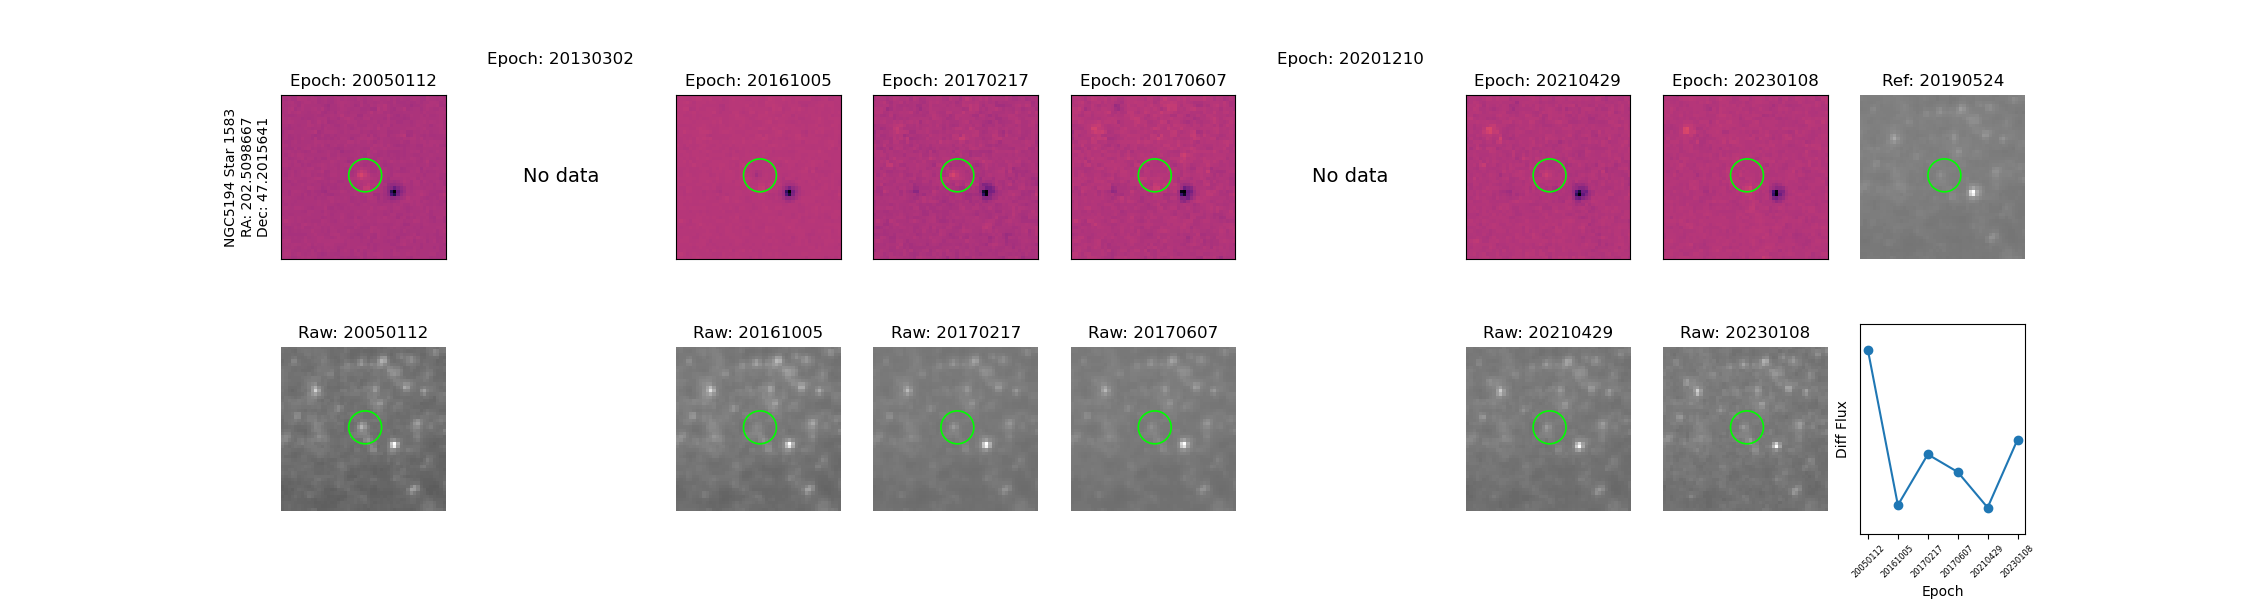 Epoch: 20130302
Epoch: 20201210
Epoch: 20050112
Epoch: 20161005
Epoch: 20170217
Epoch: 20170607
Epoch: 20210429
Epoch: 20230108
Ref: 20190524
NGC5194 Star 1583
RA: 202.5098667
Dec: 47.2015641
No data
No data
Raw: 20050112
Raw: 20161005
Raw: 20170217
Raw: 20170607
Raw: 20210429
Raw: 20230108
Diff Flux
20050112
20161005
20170217
20170607
20210429
20230108
Epoch